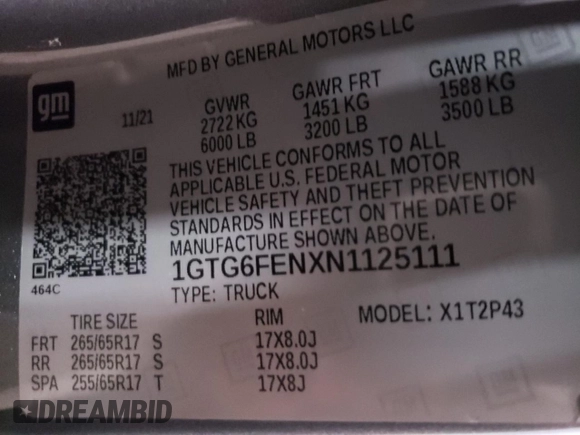 MFD BY GENERAL MOTORS LLC
gm
11/21
GVWR GAWR FRT GAWR RR
2722 KG 1451 KG 1588 KG
6000 LB 3200 LB 3500 LB
THIS VEHICLE CONFORMS TO ALL
APPLICABLE U.S. FEDERAL MOTOR
VEHICLE SAFETY AND THEFT PREVENTION
STANDARDS IN EFFECT ON THE DATE OF
MANUFACTURE SHOWN ABOVE.
464C
1GTG6FENXN1125111
TYPE: TRUCK
MODEL: X1T2P43
TIRE SIZE RIM
FRT 265/65R17 S 17X8.0J
RR 265/65R17 S 17X8.0J
SPA 255/65R17 T 17X8J
DREAMBID